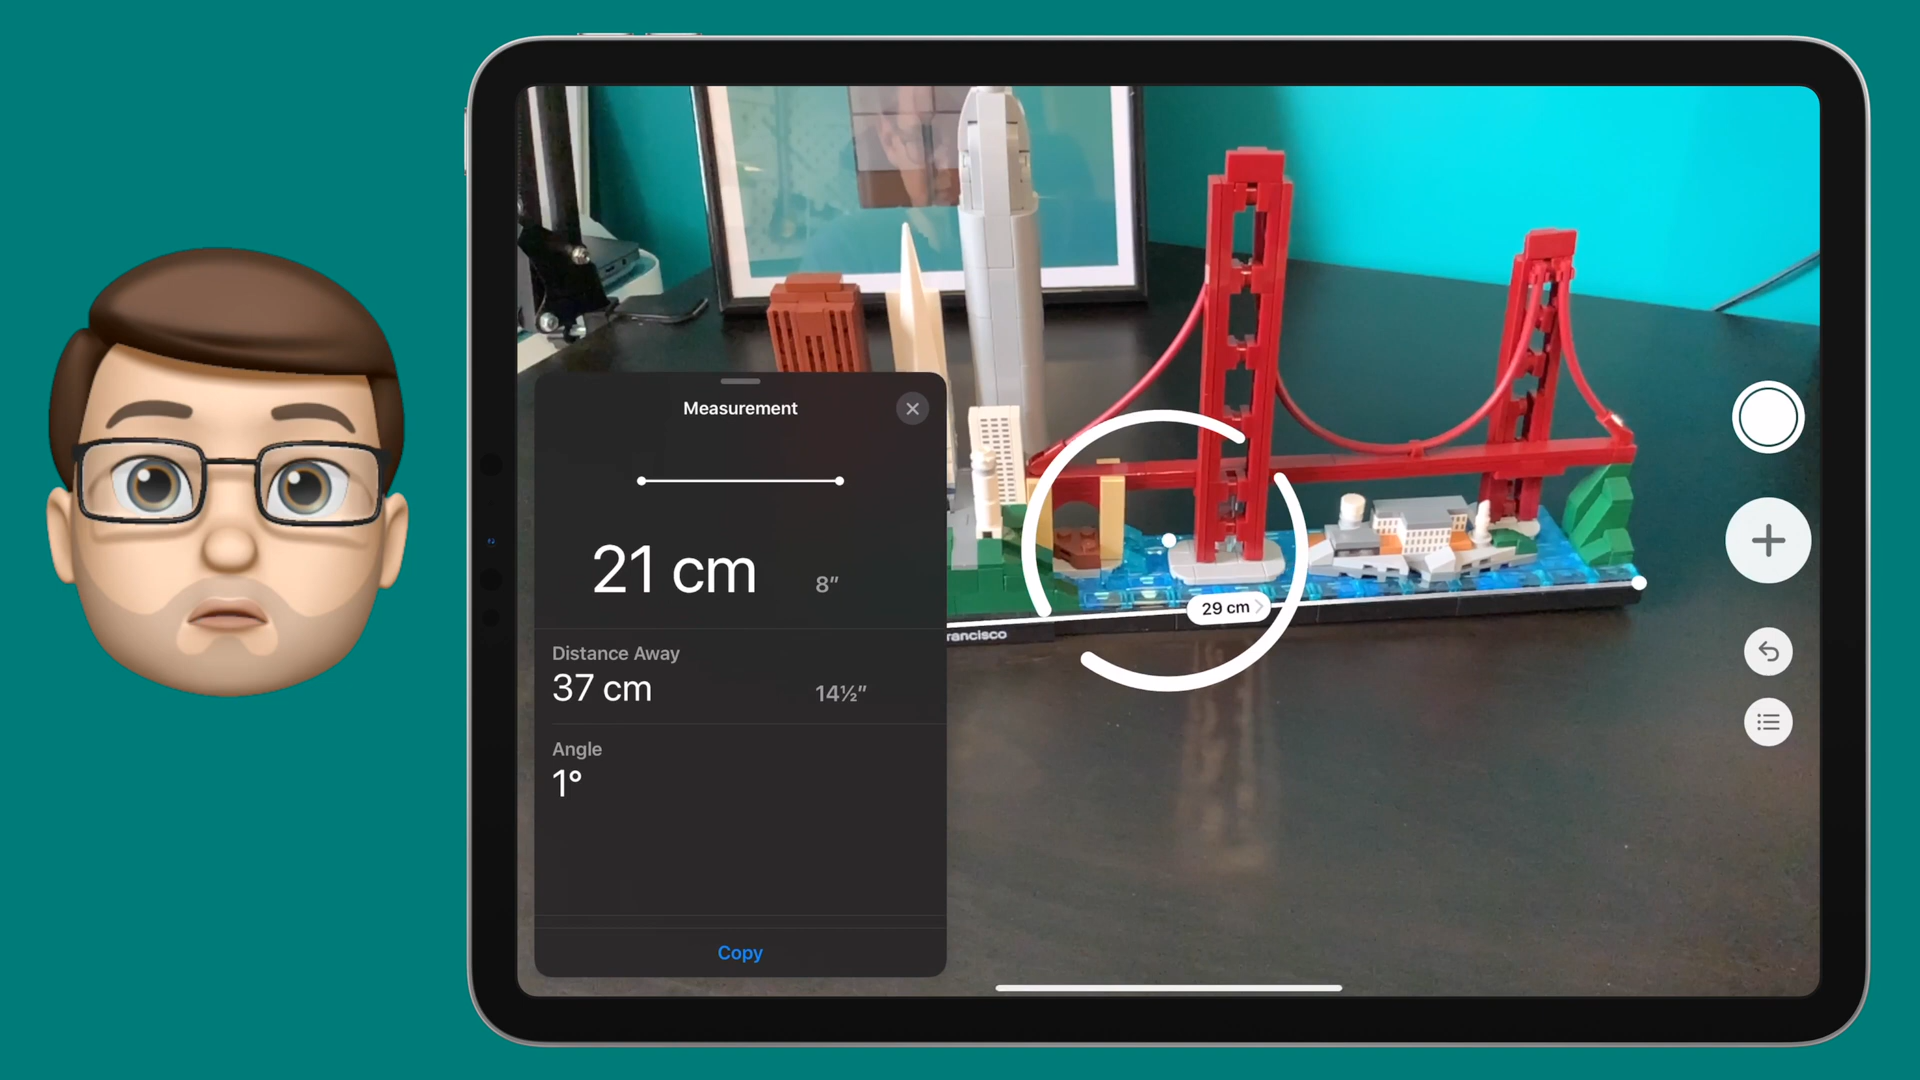 Measurement
21 cm
8"
Distance Away
37 cm
14½"
Angle
1°
Copy
29 cm
rancisco